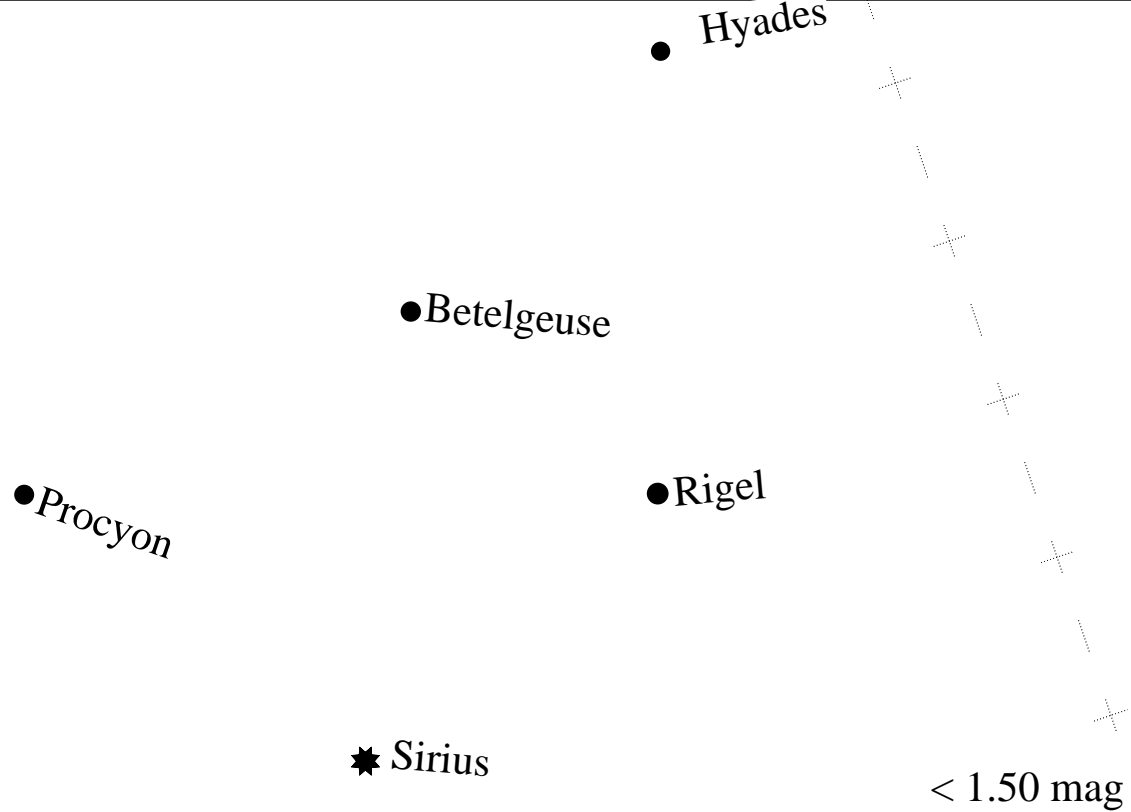 Hyades
Betelgeuse
Procyon
Rigel
Sirius
< 1.50 mag